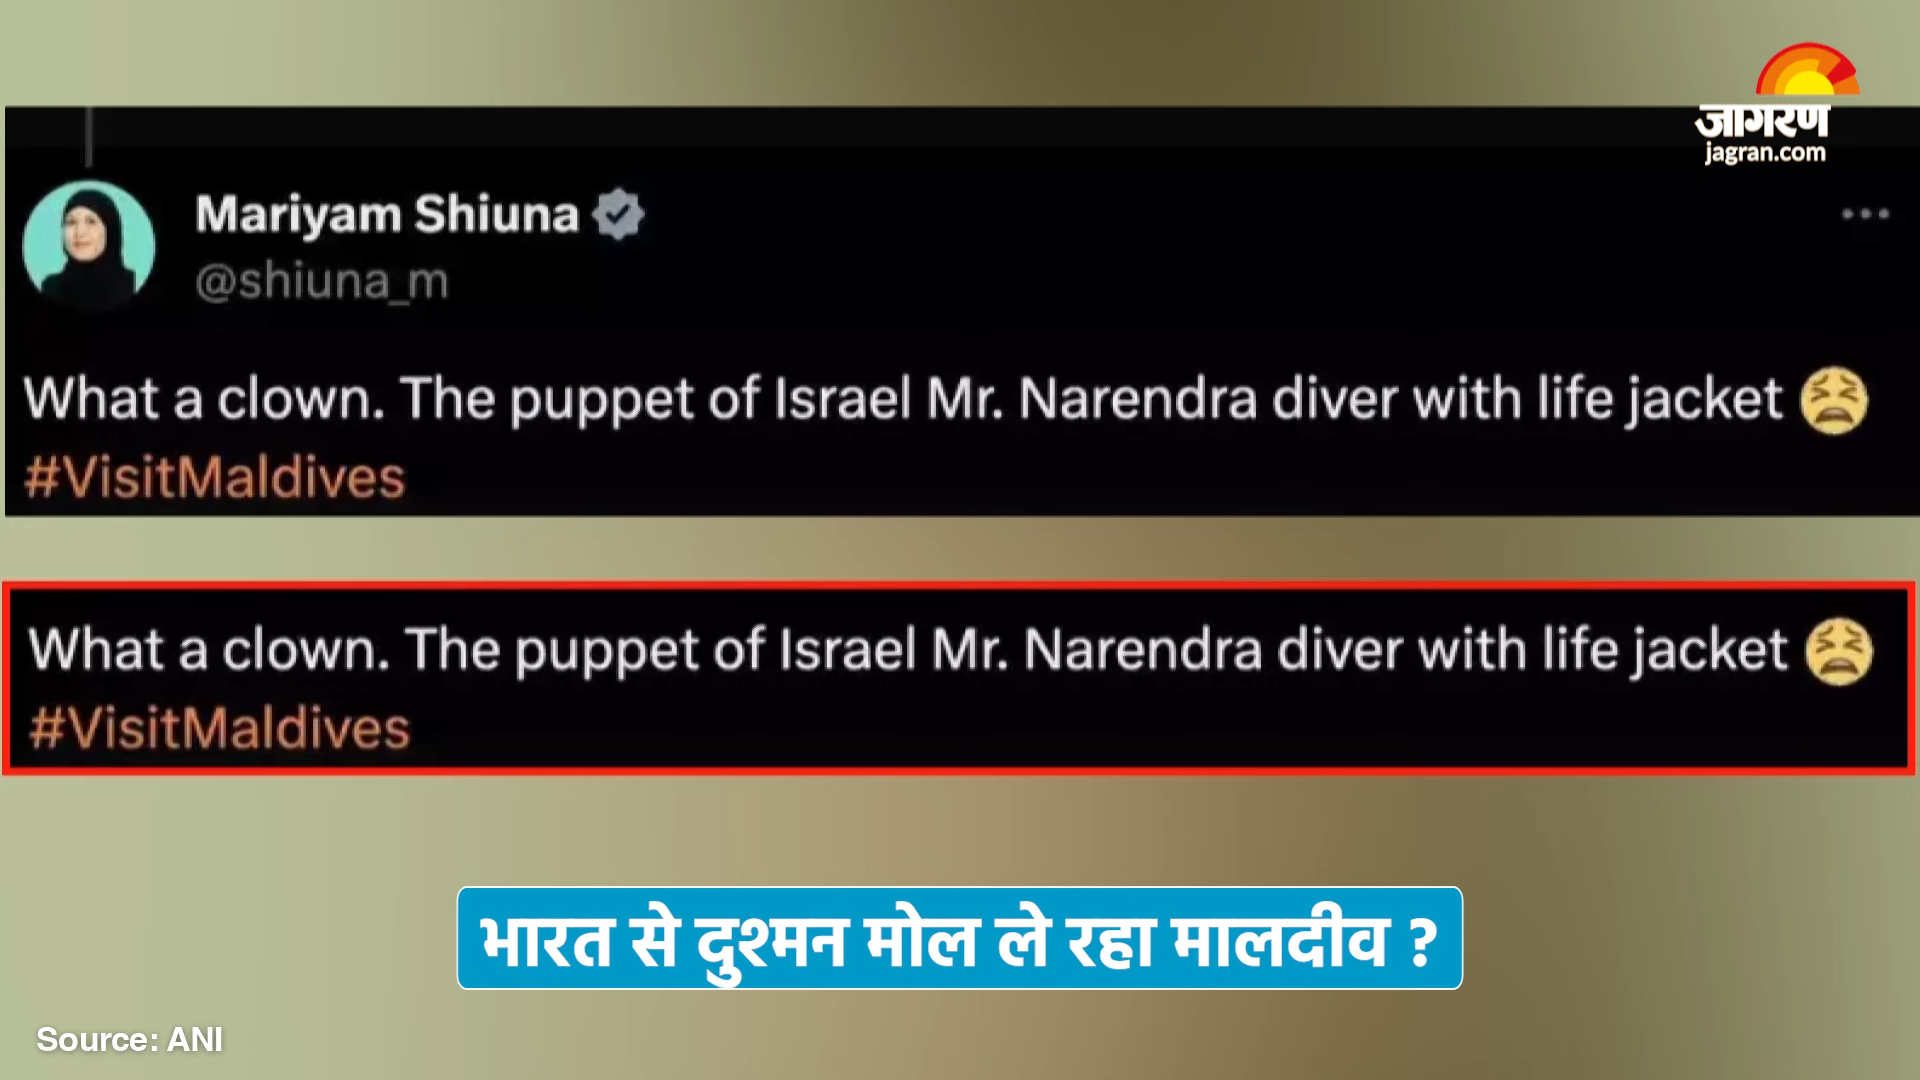 जागरण
jagran.com
Mariyam Shiuna
@shiuna_m
What a clown. The puppet of Israel Mr. Narendra diver with life jacket 😫
#VisitMaldives
What a clown. The puppet of Israel Mr. Narendra diver with life jacket 😫
#VisitMaldives
भारत से दुश्मन मोल ले रहा मालदीव ?
Source: ANI